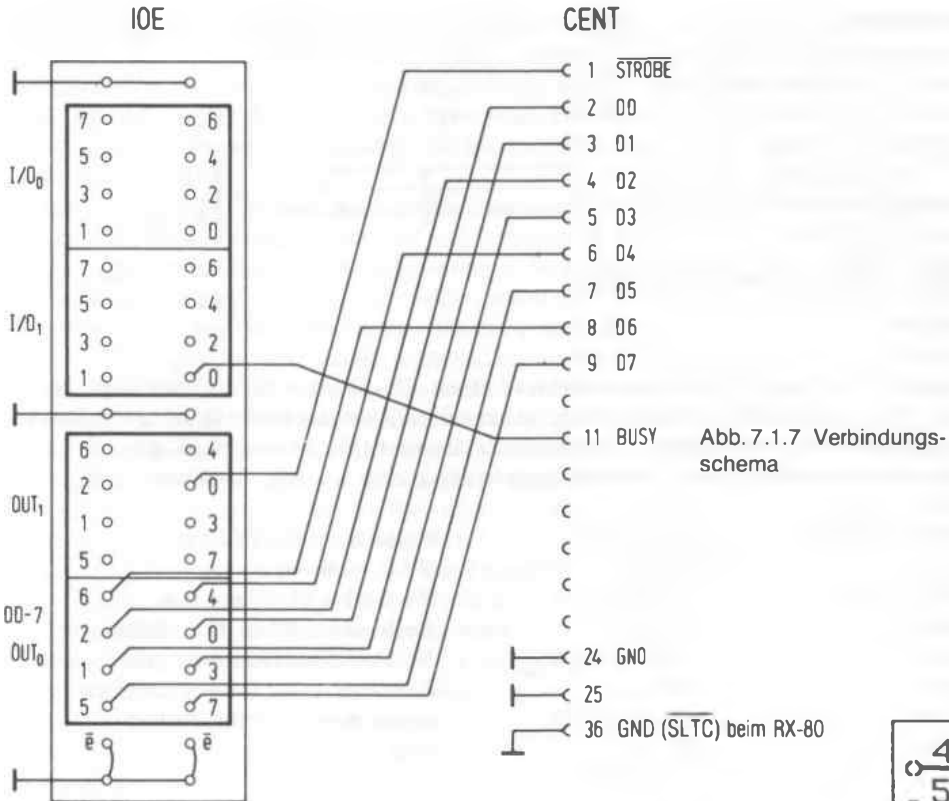 IOE
CENT
7 6
5 4
I/O₀
3 2
1 0
7 6
5 4
I/O₁
3 2
1 0
6 4
2 0
OUT₁
1 3
5 7
6 4
OD-7
2 0
OUT₀
1 3
5 7
e̅ e̅
1 S̅T̅R̅O̅B̅E̅
2 D0
3 D1
4 D2
5 D3
6 D4
7 D5
8 D6
9 D7
11 BUSY
24 GND
25
36 GND (S̅L̅T̅C̅) beim RX-80
Abb. 7.1.7 Verbindungs-
schema
4
5